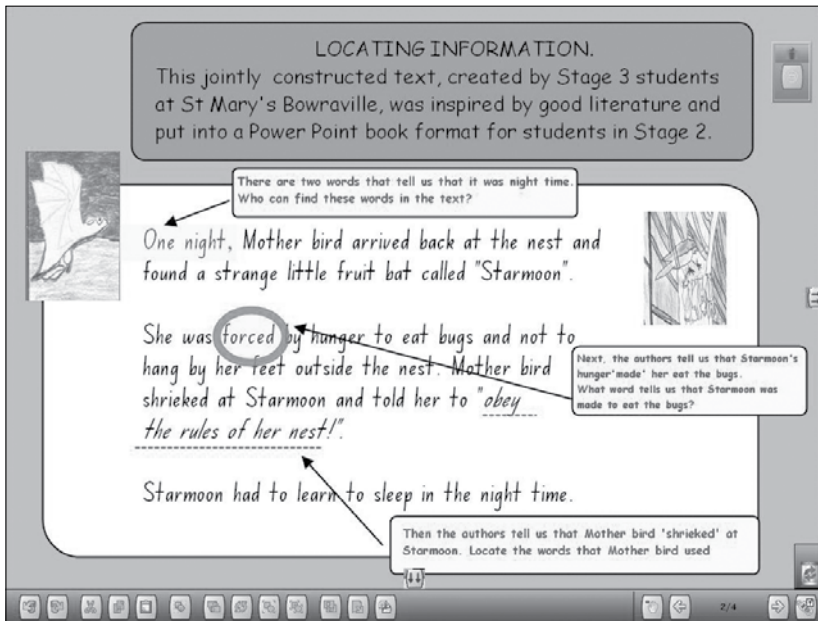 LOCATING INFORMATION.
This jointly constructed text, created by Stage 3 students
at St Mary's Bowraville, was inspired by good literature and
put into a Power Point book format for students in Stage 2.
There are two words that tell us that it was night time.
Who can find these words in the text?
One night, Mother bird arrived back at the nest and
found a strange little fruit bat called "Starmoon".
She was forced by hunger to eat bugs and not to
hang by her feet outside the nest. Mother bird
shrieked at Starmoon and told her to "obey
the rules of her nest!".
Next, the authors tell us that Starmoon's
hunger'made' her eat the bugs.
What word tells us that Starmoon was
made to eat the bugs?
Starmoon had to learn to sleep in the night time.
Then the authors tell us that Mother bird 'shrieked' at
Starmoon. Locate the words that Mother bird used
2/4